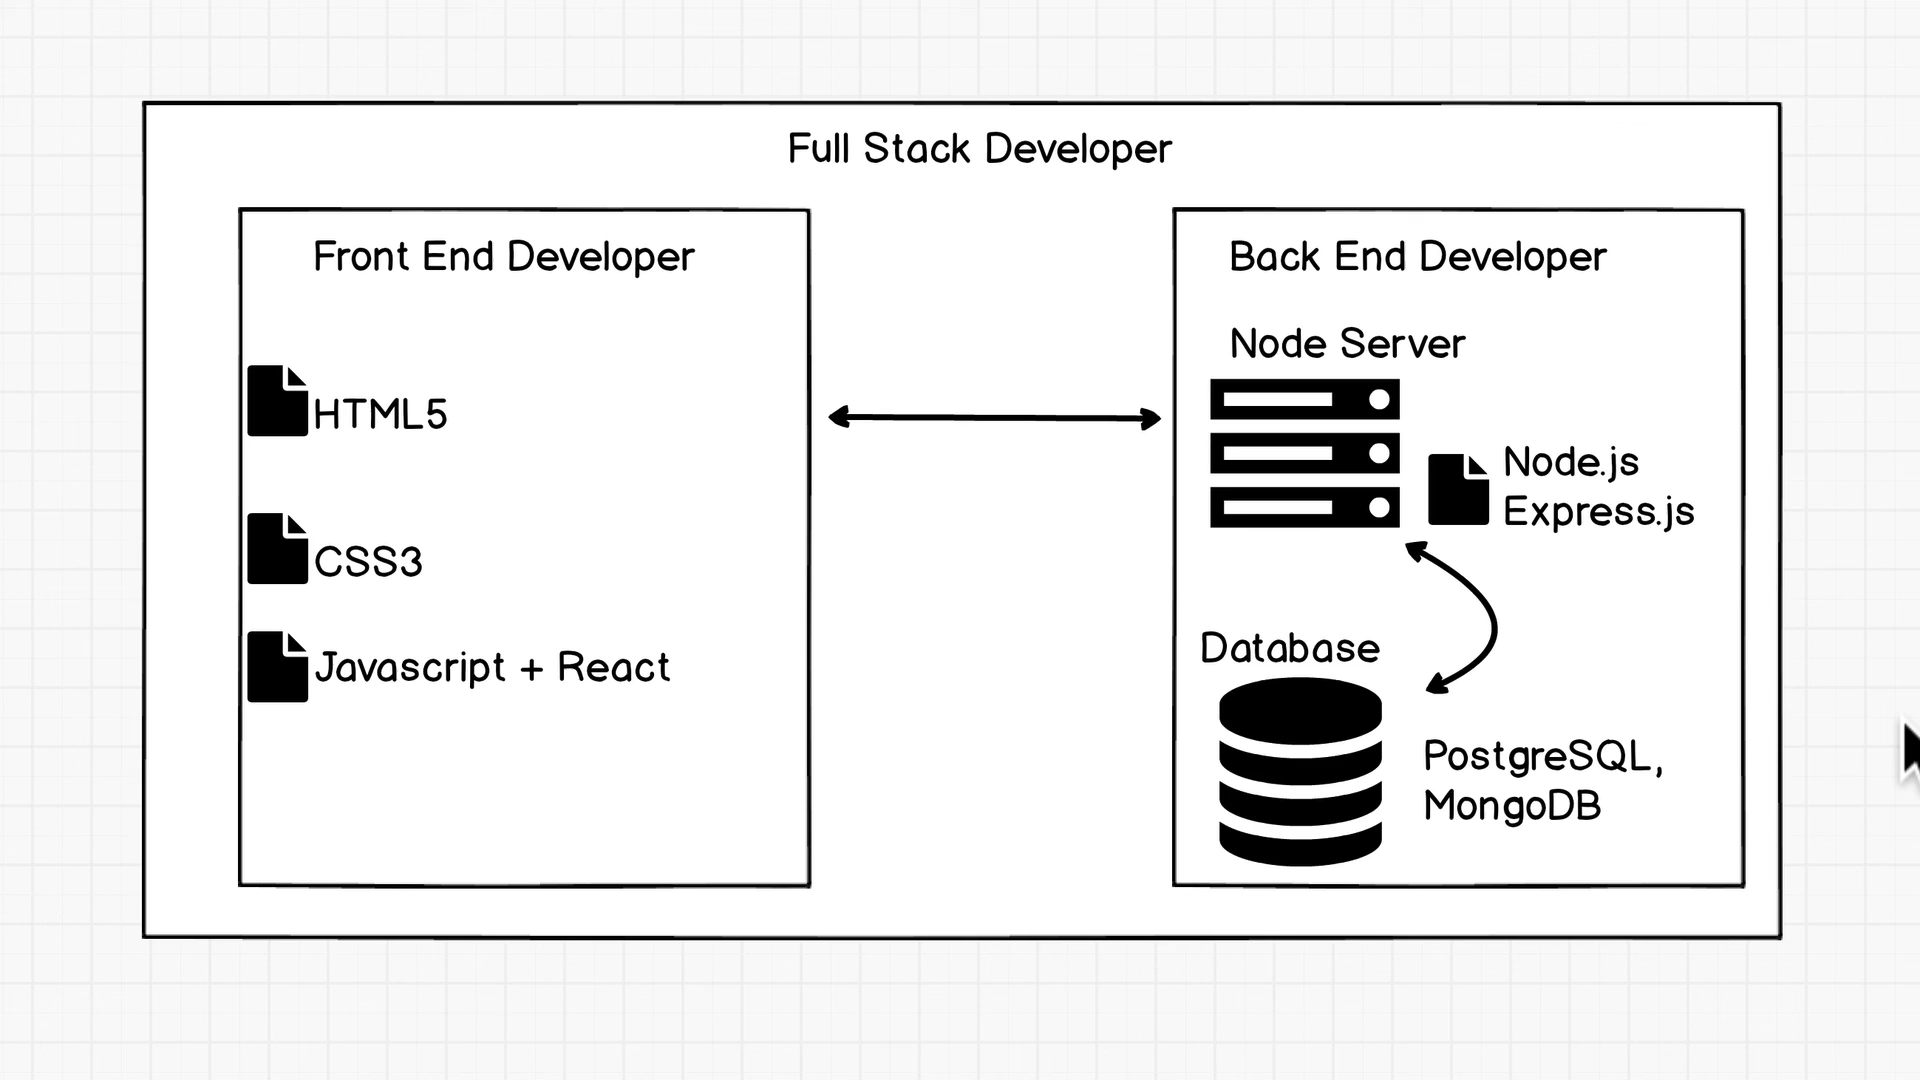 Full Stack Developer
Front End Developer
HTML5
CSS3
Javascript + React
Back End Developer
Node Server
Node.js
Express.js
Database
PostgreSQL,
MongoDB